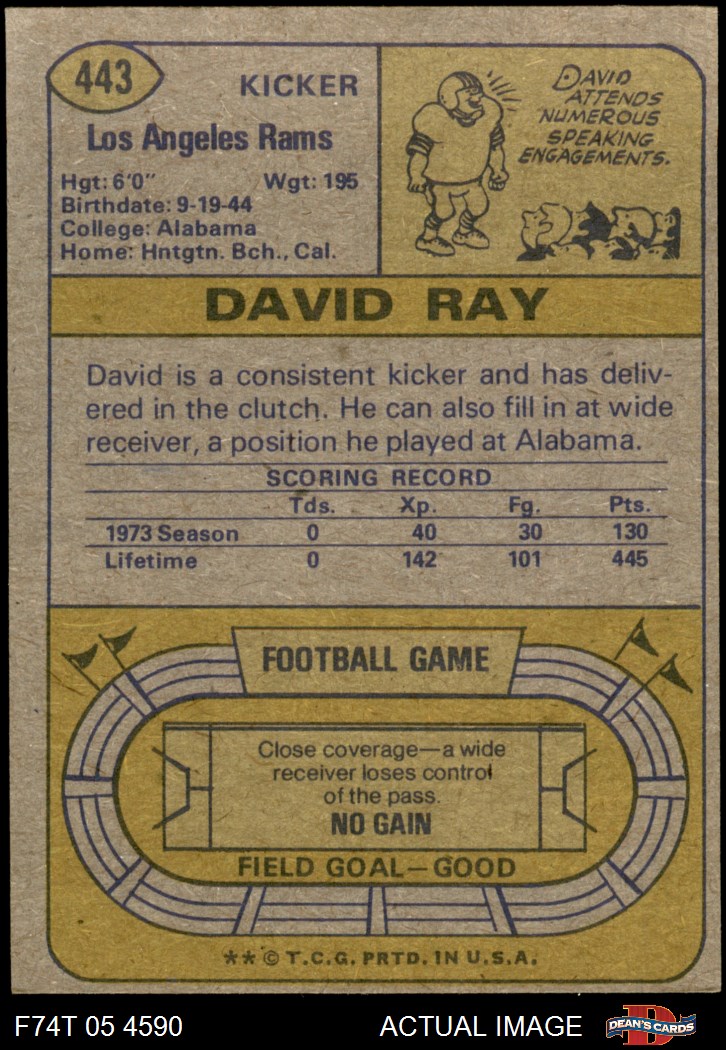 443
KICKER
Los Angeles Rams
Hgt: 6'0" Wgt: 195
Birthdate: 9-19-44
College: Alabama
Home: Hntgtn. Bch., Cal.
DAVID
ATTENDS
NUMEROUS
SPEAKING
ENGAGEMENTS.
DAVID RAY
David is a consistent kicker and has deliv-
ered in the clutch. He can also fill in at wide
receiver, a position he played at Alabama.
SCORING RECORD
Tds. Xp. Fg. Pts.
1973 Season 0 40 30 130
Lifetime 0 142 101 445
FOOTBALL GAME
Close coverage—a wide
receiver loses control
of the pass.
NO GAIN
FIELD GOAL—GOOD
** © T.C.G. PRTD. IN U.S.A.
F74T 05 4590 ACTUAL IMAGE
D
DEAN'S CARDS